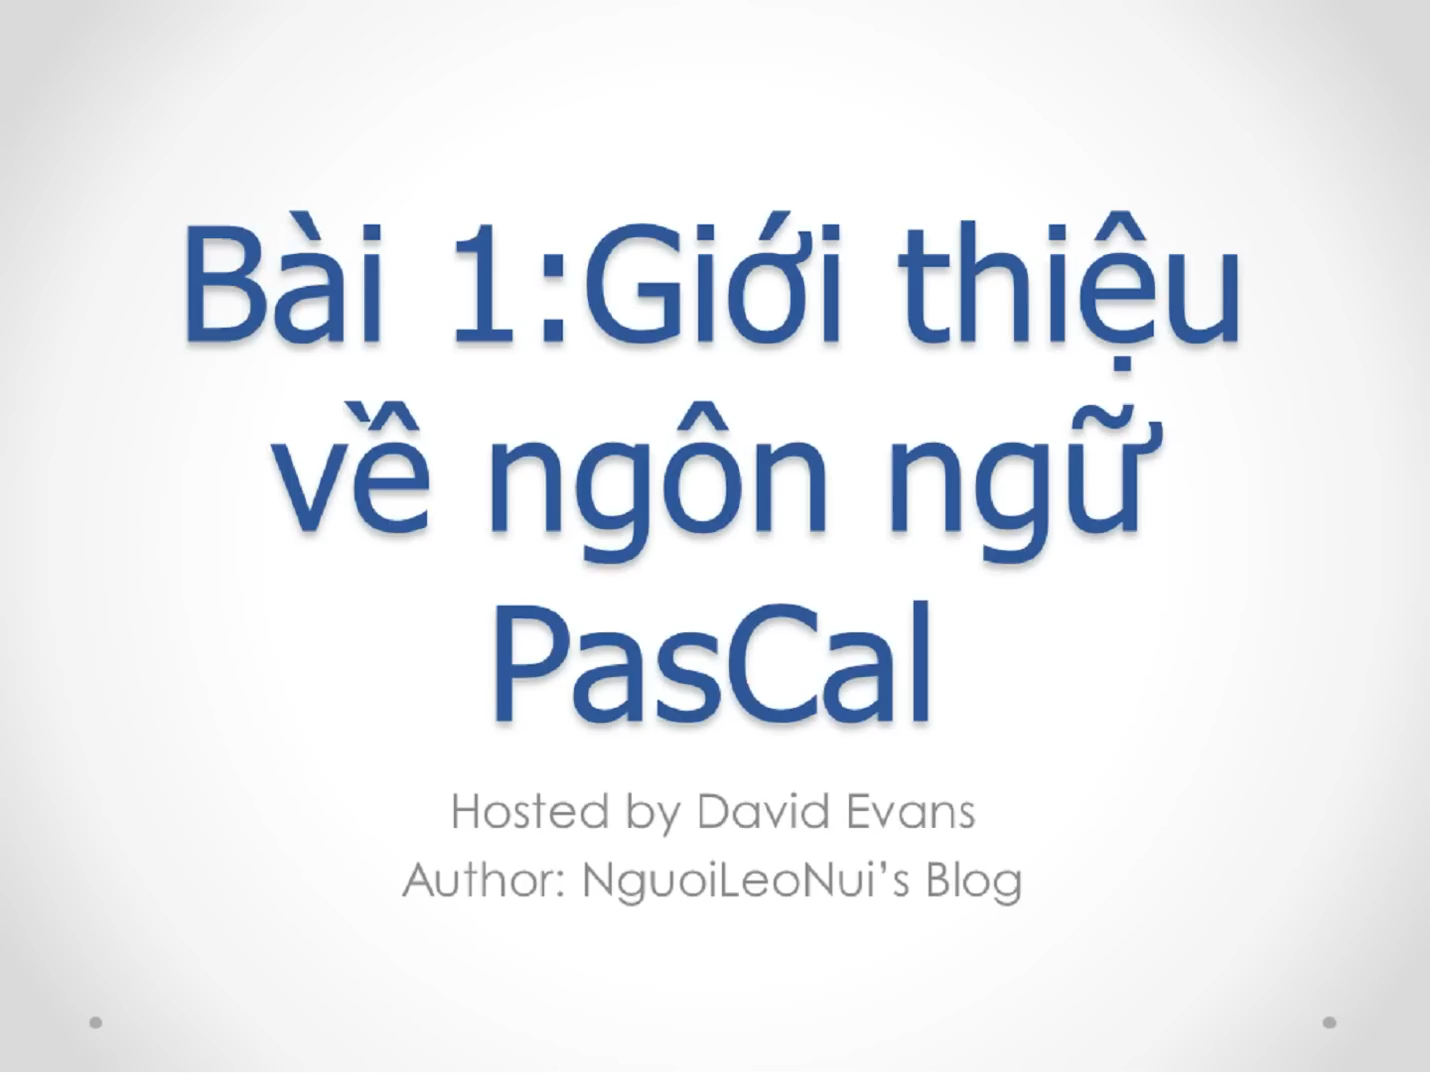 Bài 1:Giới thiệu
về ngôn ngữ
PasCal
Hosted by David Evans
Author: NguoiLeoNui’s Blog